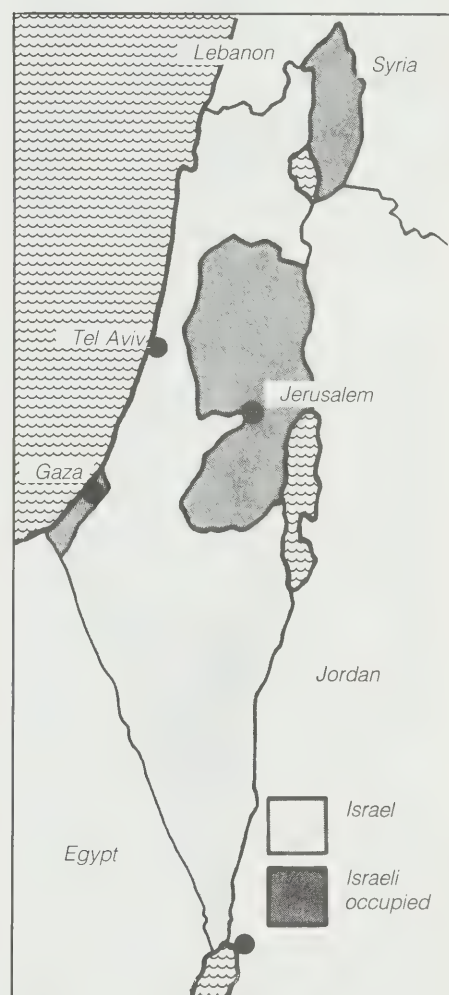 Lebanon
Syria
Tel Aviv
Jerusalem
Gaza
Jordan
Israel
Egypt
Israeli
occupied